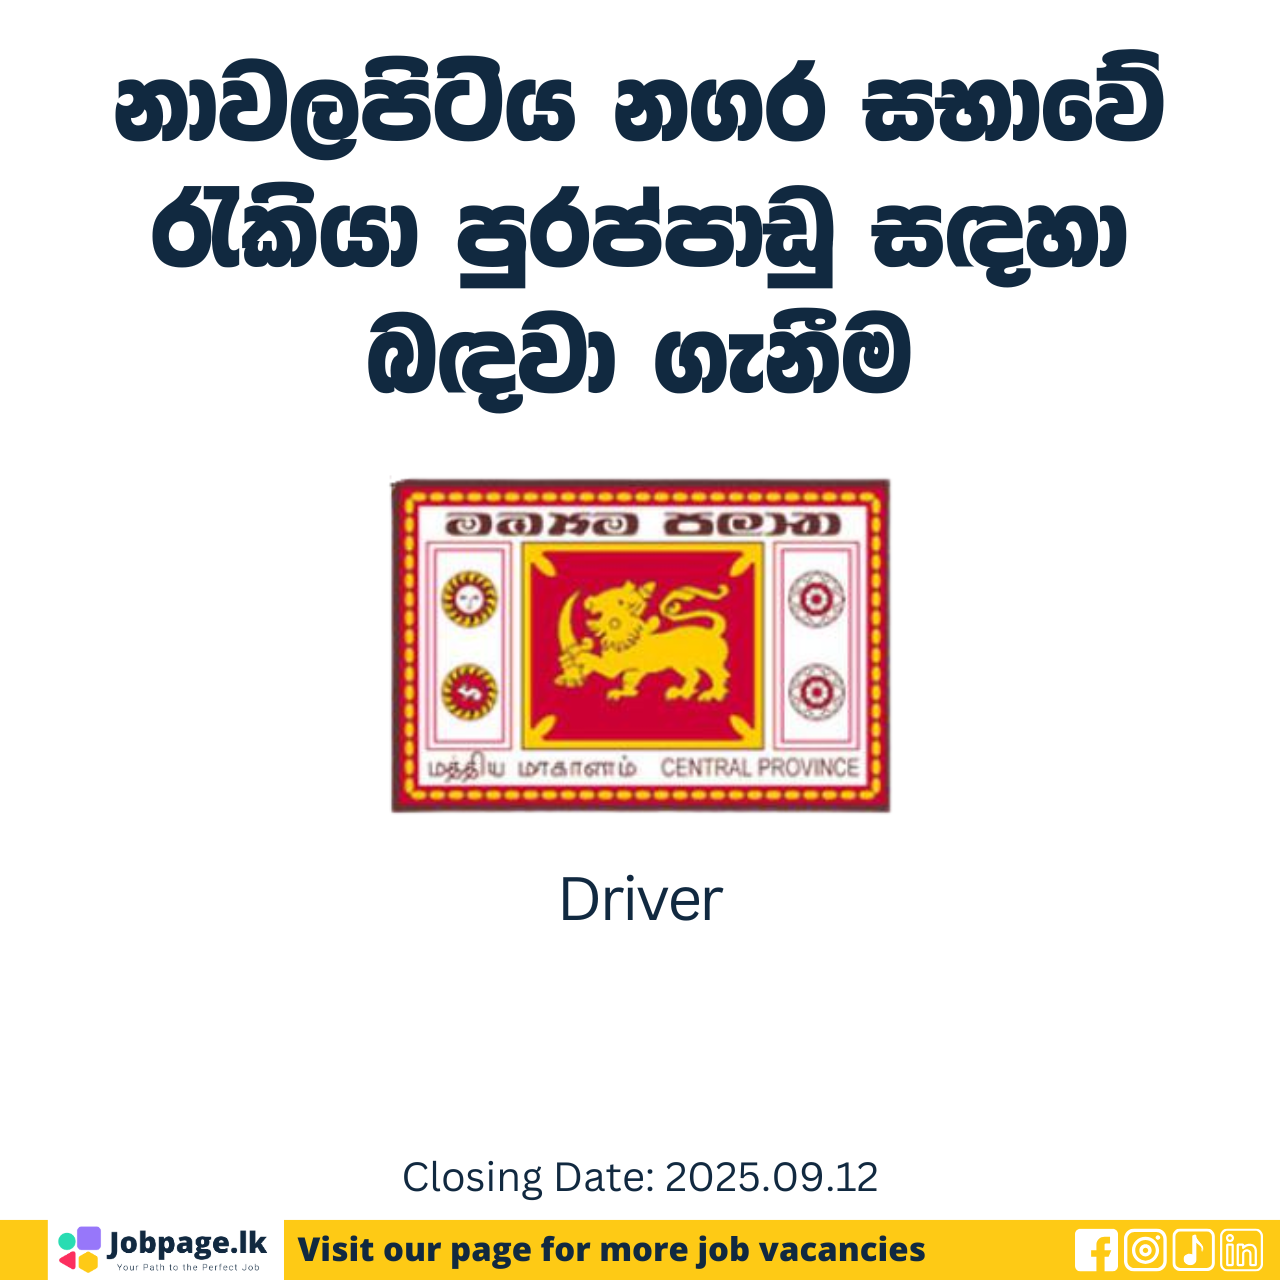 නාවලපිටිය නගර සභාවේ
රැකියා පුරප්පාඩු සඳහා
බඳවා ගැනීම
මධ්‍යම පලාත
மத்திய மாகாணம் CENTRAL PROVINCE
Driver
Closing Date: 2025.09.12
Jobpage.lk
Your Path to the Perfect Job
Visit our page for more job vacancies